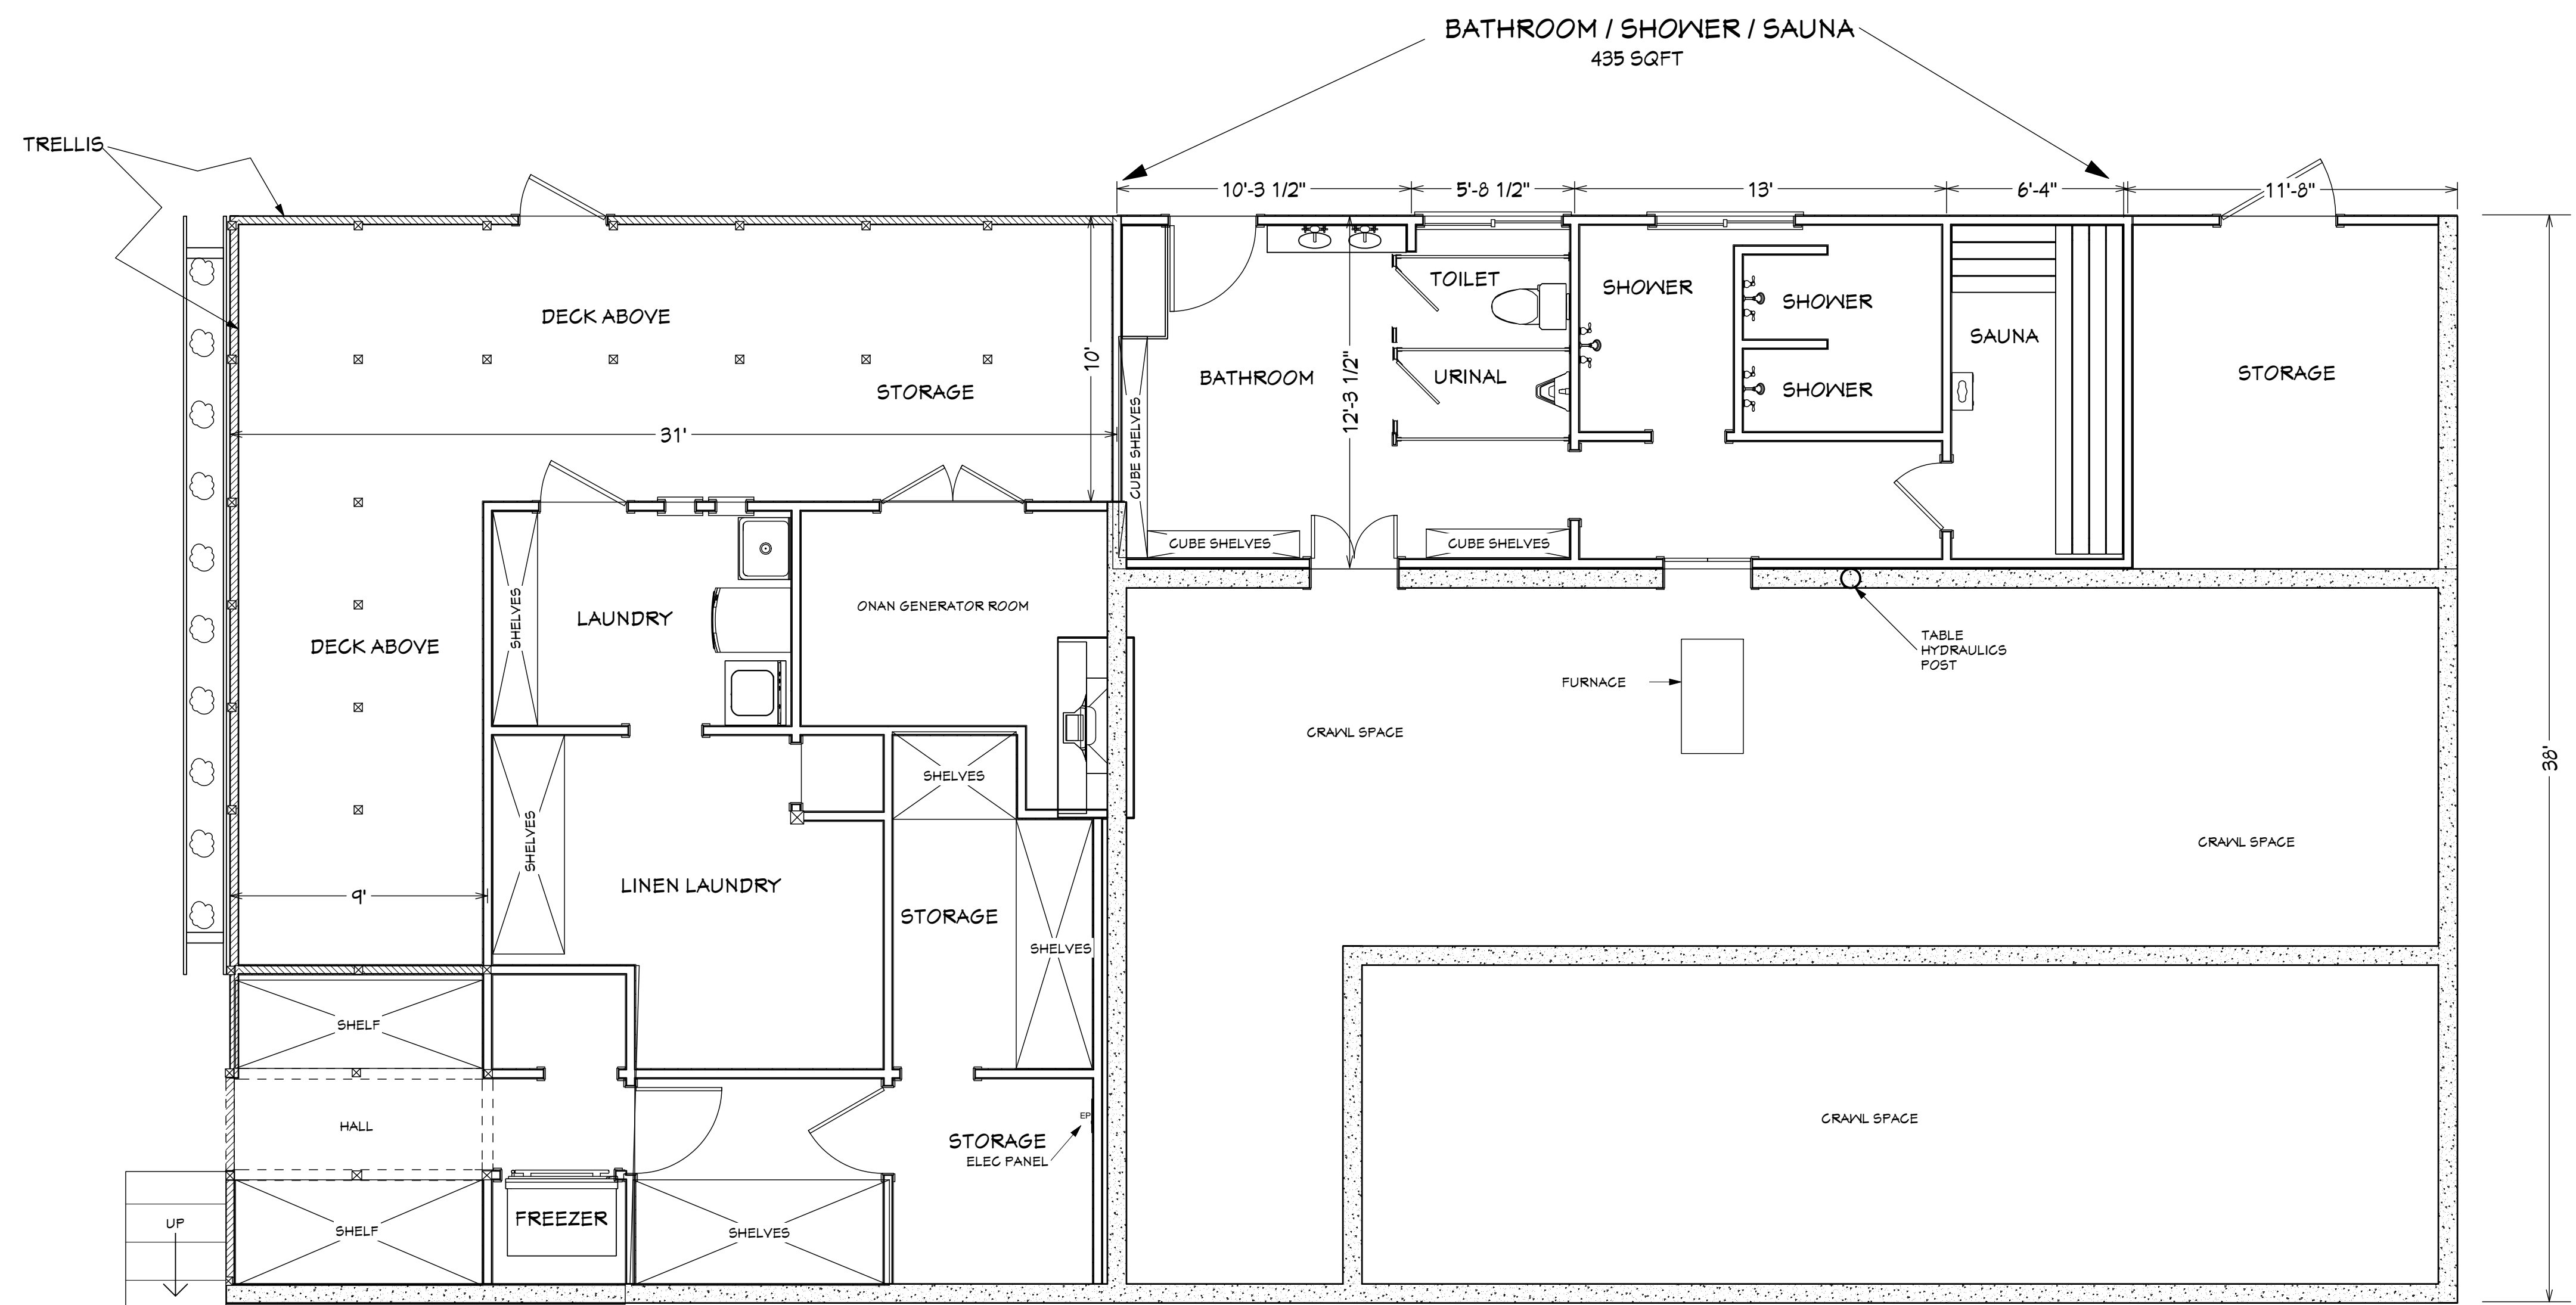 BATHROOM / SHOWER / SAUNA
435 SQFT
TRELLIS
10'-3 1/2"
5'-8 1/2"
13'
6'-4"
11'-8"
DECK ABOVE
STORAGE
10'
31'
BATHROOM
12'-3 1/2"
TOILET
URINAL
SHOWER
SHOWER
SHOWER
SAUNA
STORAGE
CUBE SHELVES
CUBE SHELVES
CUBE SHELVES
SHELVES
LAUNDRY
ONAN GENERATOR ROOM
DECK ABOVE
TABLE
HYDRAULICS
POST
FURNACE
CRAWL SPACE
38'
SHELVES
SHELVES
CRAWL SPACE
9'
LINEN LAUNDRY
STORAGE
SHELVES
SHELF
HALL
EP
STORAGE
ELEC PANEL
CRAWL SPACE
UP
SHELF
FREEZER
SHELVES